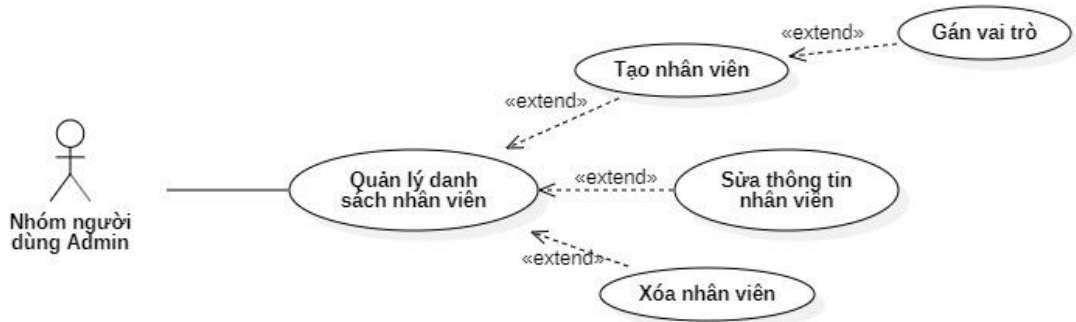 «extend»
Gán vai trò
Tạo nhân viên
«extend»
Quản lý danh
sách nhân viên
«extend»
Sửa thông tin
nhân viên
Nhóm người
dùng Admin
«extend»
Xóa nhân viên